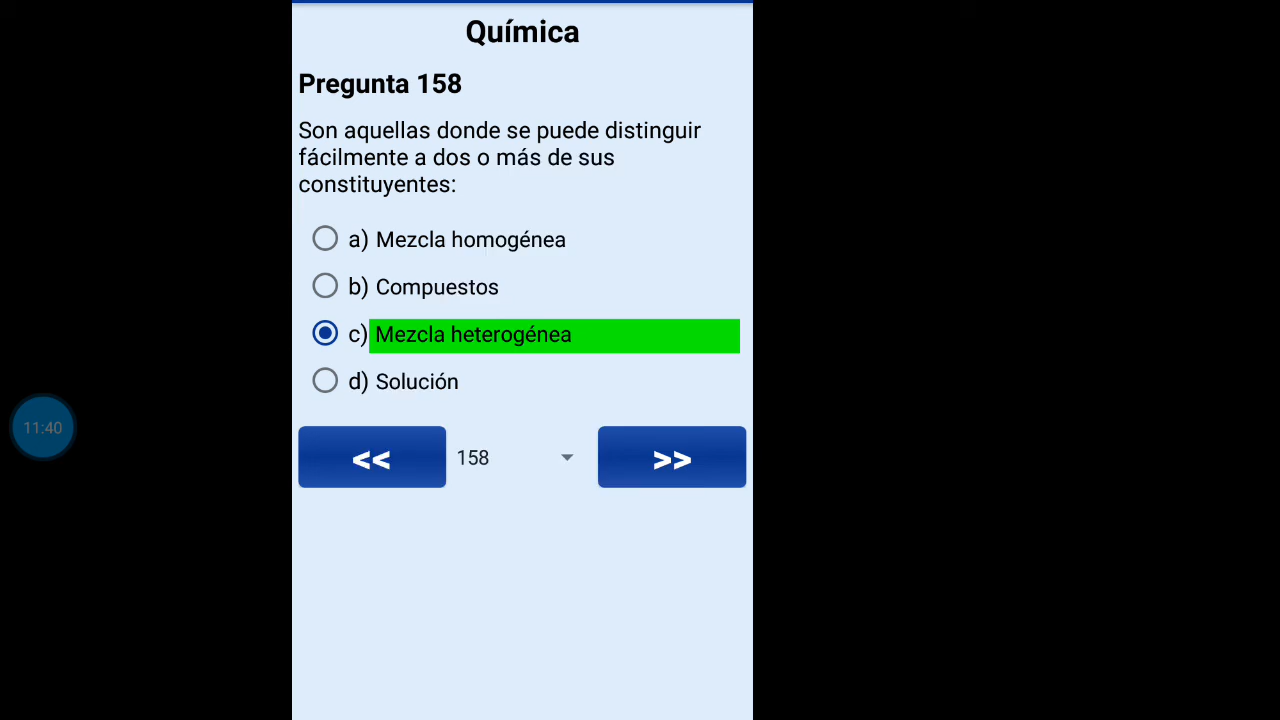 Química
Pregunta 158
Son aquellas donde se puede distinguir
fácilmente a dos o más de sus
constituyentes:
a) Mezcla homogénea
b) Compuestos
c) Mezcla heterogénea
d) Solución
<< 158 >>
11:40